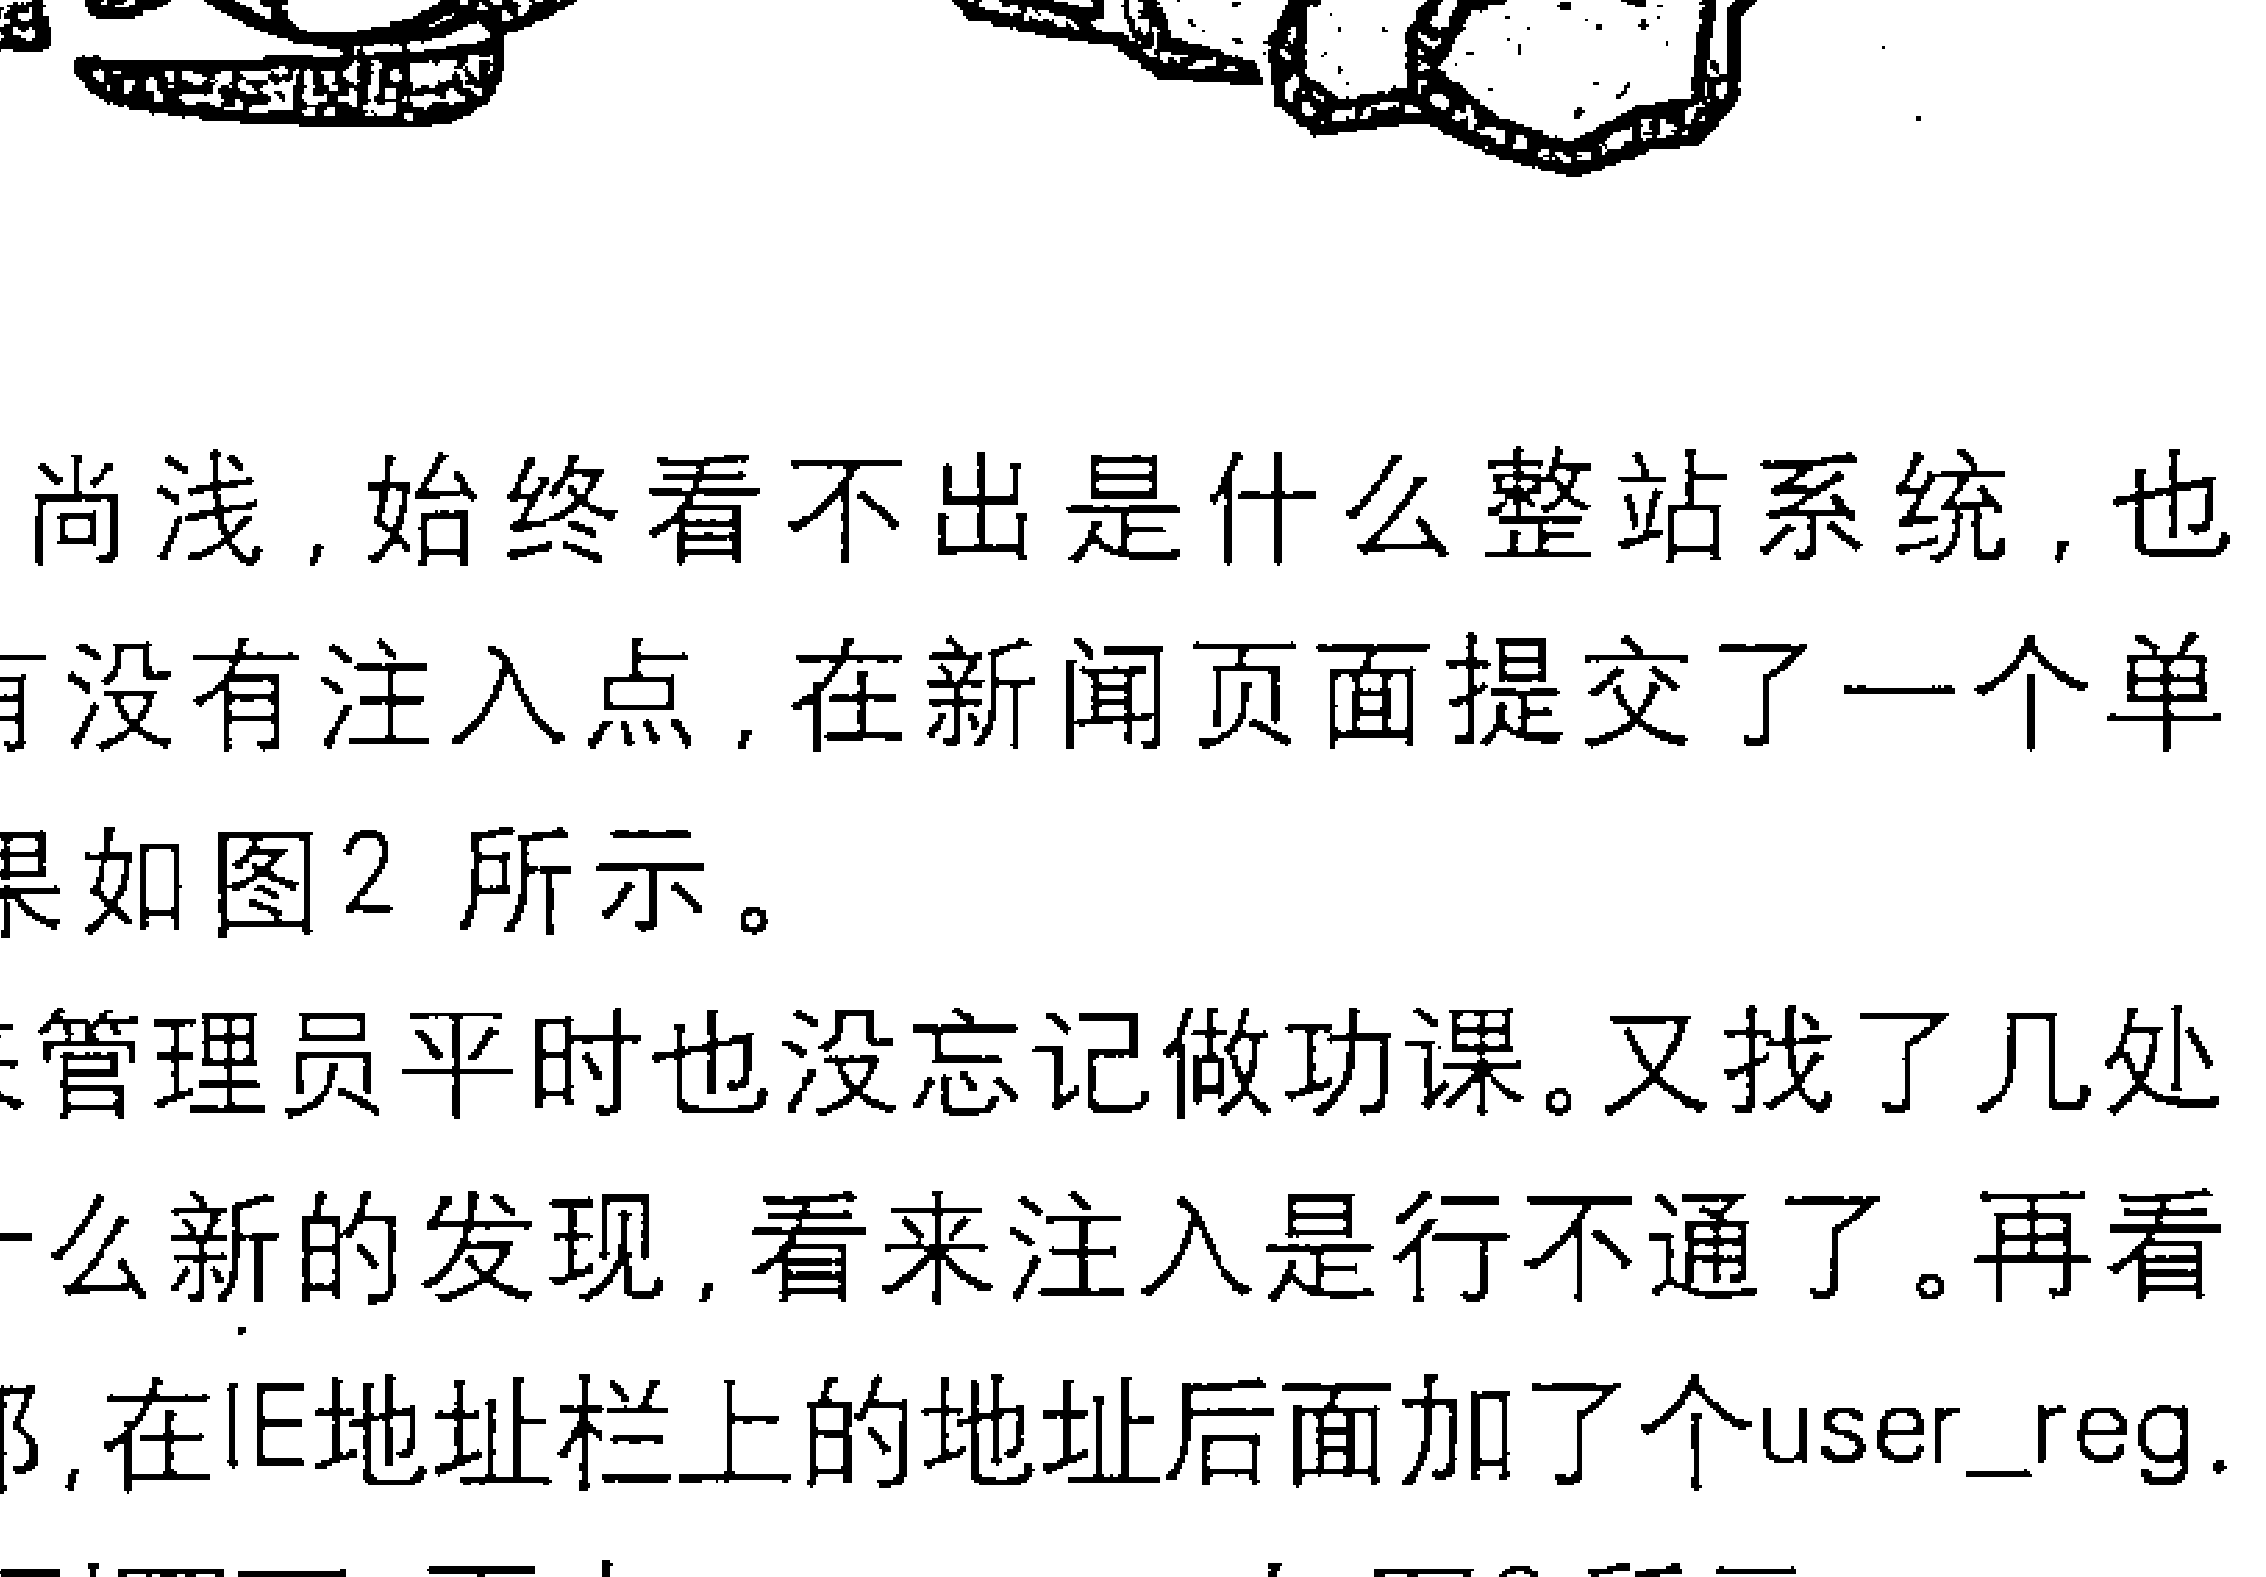 尚浅,始终看不出是什么整站系统,也
有没有注入点,在新闻页面提交了一个单
果如图2 所示。
管理员平时也没忘记做功课。又找了几处
么新的发现,看来注入是行不通了。再看
,在IE地址栏上的地址后面加了个user_reg.